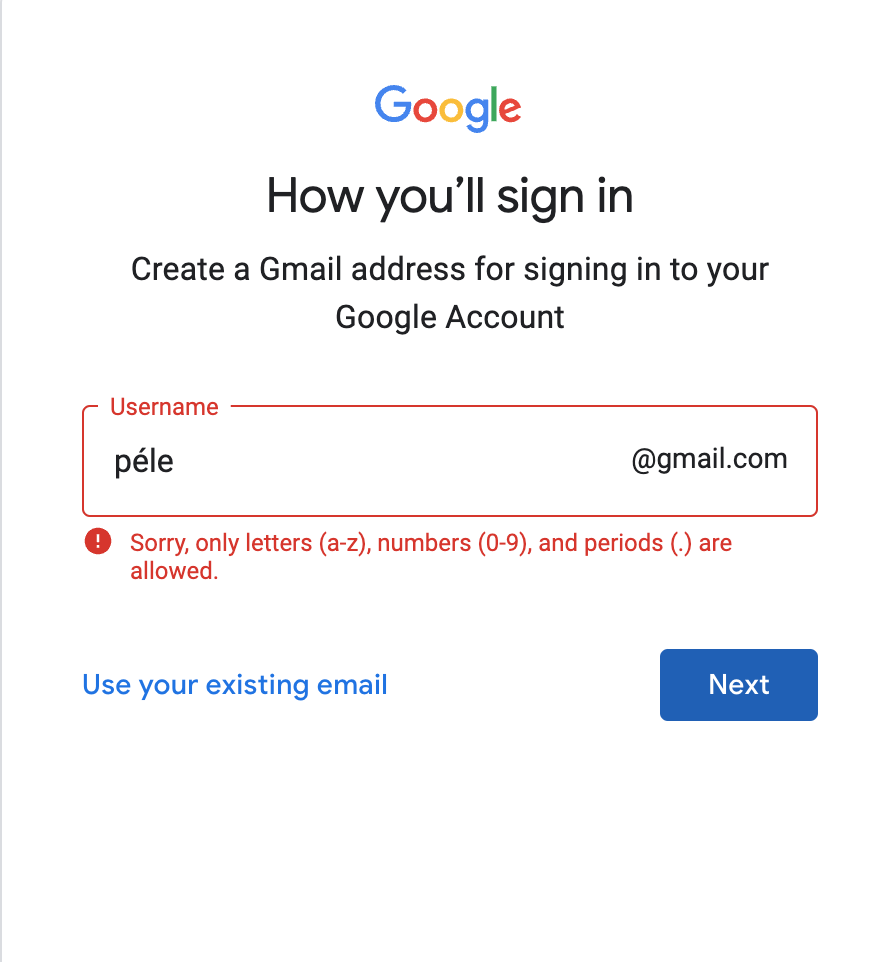 Google
How you’ll sign in
Create a Gmail address for signing in to your
Google Account
Username
péle @gmail.com
Sorry, only letters (a-z), numbers (0-9), and periods (.) are
allowed.
Use your existing email Next